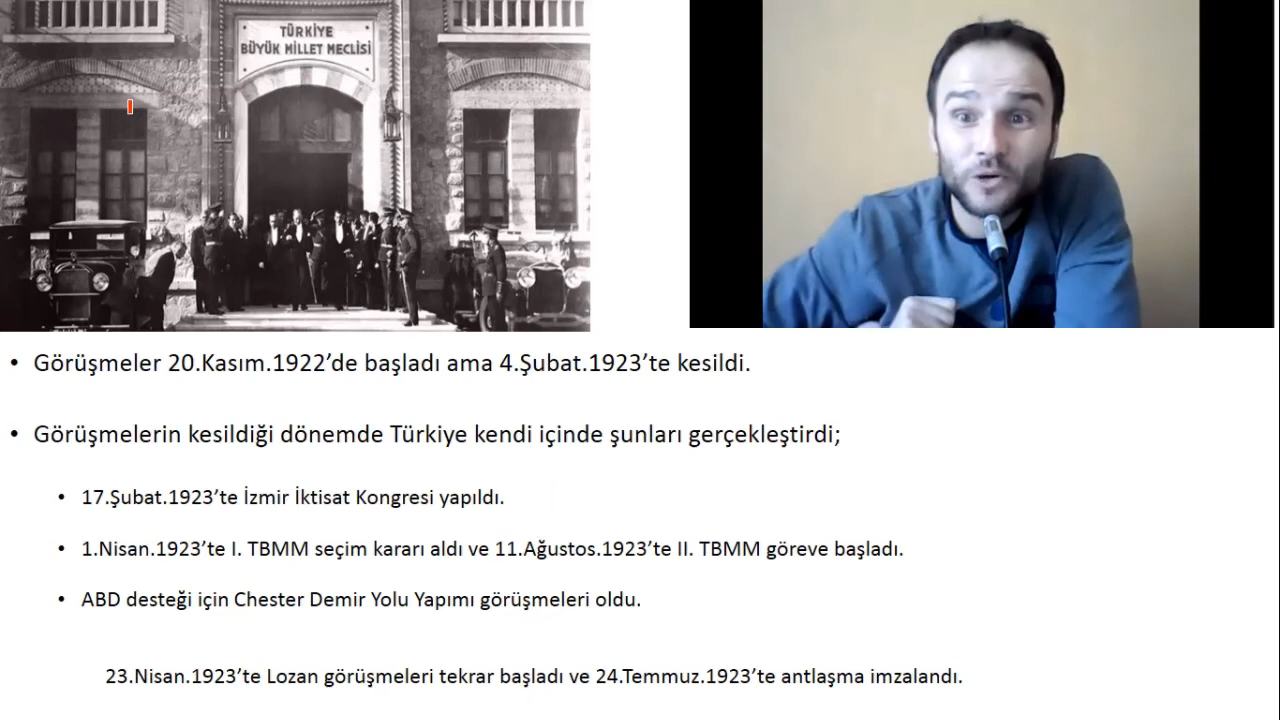 TÜRKİYE
BÜYÜK MİLLET MECLİSİ
• Görüşmeler 20.Kasım.1922’de başladı ama 4.Şubat.1923’te kesildi.
• Görüşmelerin kesildiği dönemde Türkiye kendi içinde şunları gerçekleştirdi;
• 17.Şubat.1923’te İzmir İktisat Kongresi yapıldı.
• 1.Nisan.1923’te I. TBMM seçim kararı aldı ve 11.Ağustos.1923’te II. TBMM göreve başladı.
• ABD desteği için Chester Demir Yolu Yapımı görüşmeleri oldu.
23.Nisan.1923’te Lozan görüşmeleri tekrar başladı ve 24.Temmuz.1923’te antlaşma imzalandı.